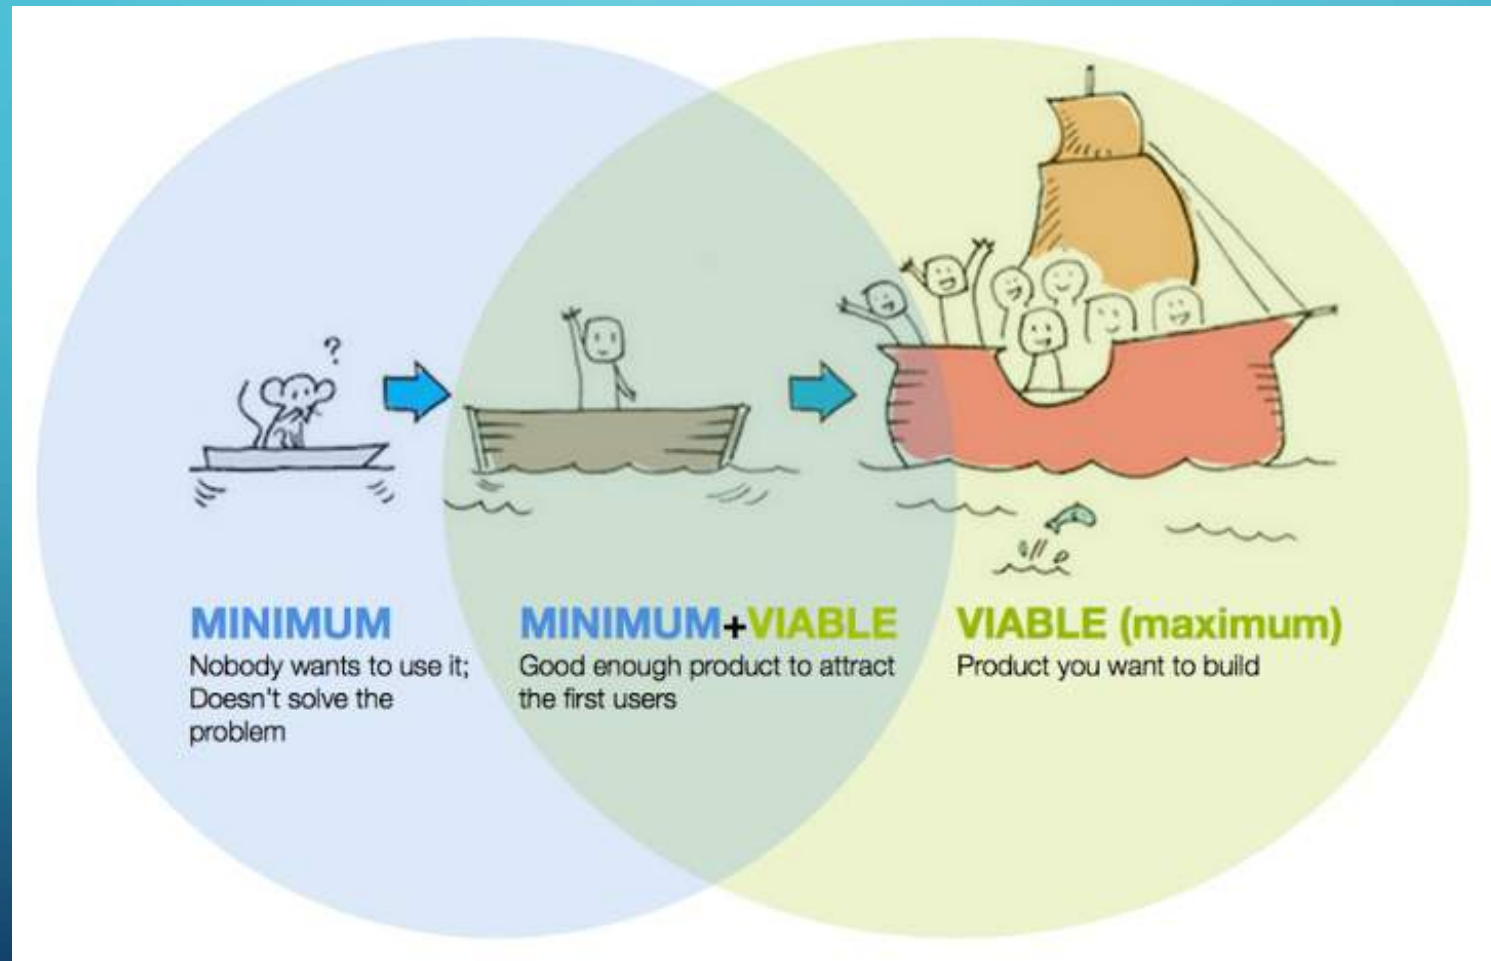 ?
MINIMUM
Nobody wants to use it;
Doesn't solve the
problem
MINIMUM+VIABLE
Good enough product to attract
the first users
VIABLE (maximum)
Product you want to build